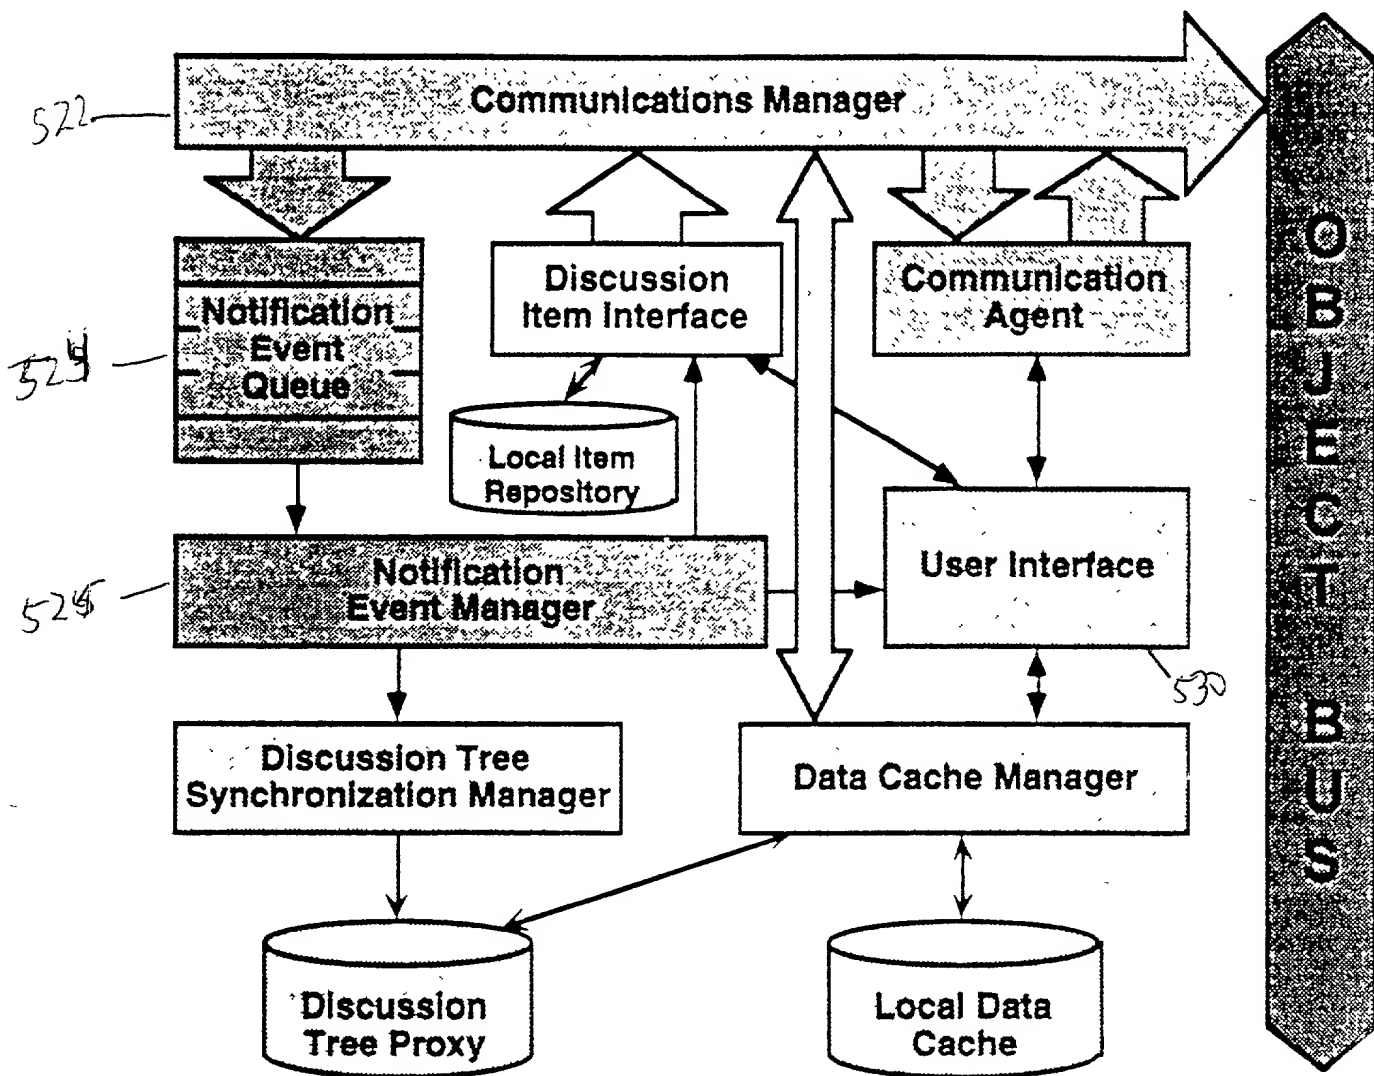 Communications Manager
522
Notification
Event
Queue
Discussion
Item Interface
Communication
Agent
Local Item
Repository
Notification
Event Manager
User Interface
530
Discussion Tree
Synchronization Manager
Data Cache Manager
Discussion
Tree Proxy
Local Data
Cache
OBJECT BUS